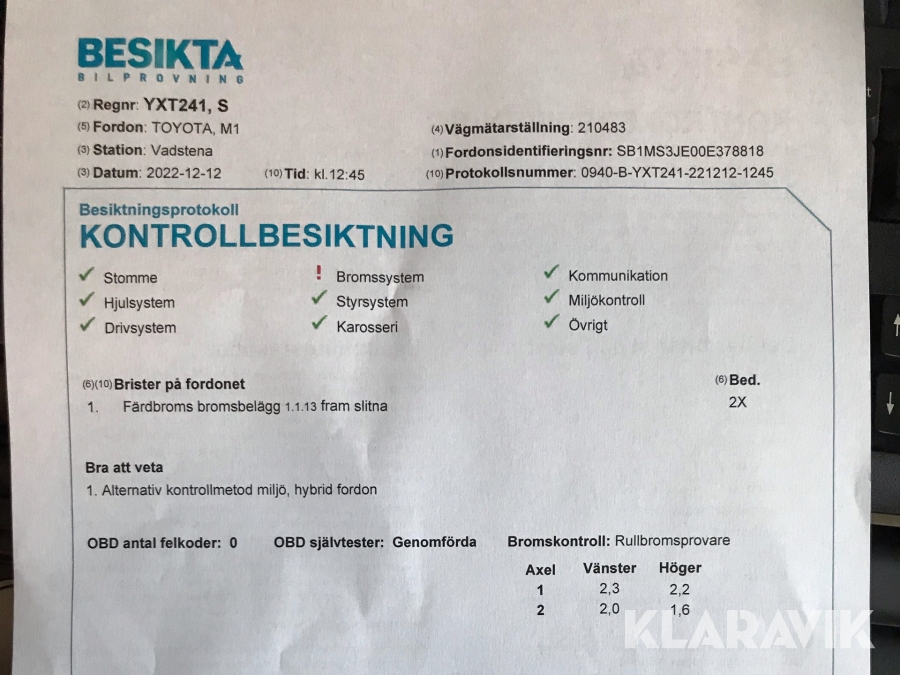 BESIKTA
BILPROVNING
(2) Regnr: YXT241, S
(5) Fordon: TOYOTA, M1
(4) Vägmätarställning: 210483
(3) Station: Vadstena
(1) Fordonsidentifieringsnr: SB1MS3JE00E378818
(3) Datum: 2022-12-12 (10) Tid: kl.12:45
(10) Protokollsnummer: 0940-B-YXT241-221212-1245
Besiktningsprotokoll
KONTROLLBESIKTNING
✓ Stomme ! Bromssystem ✓ Kommunikation
✓ Hjulsystem ✓ Styrsystem ✓ Miljökontroll
✓ Drivsystem ✓ Karosseri ✓ Övrigt
(6)(10) Brister på fordonet (6) Bed.
1. Färdbroms bromsbelägg 1.1.13 fram slitna 2X
Bra att veta
1. Alternativ kontrollmetod miljö, hybrid fordon
OBD antal felkoder: 0 OBD självtester: Genomförda Bromskontroll: Rullbromsprovare
Axel Vänster Höger
1 2,3 2,2
2 2,0 1,6
KLARAVIK